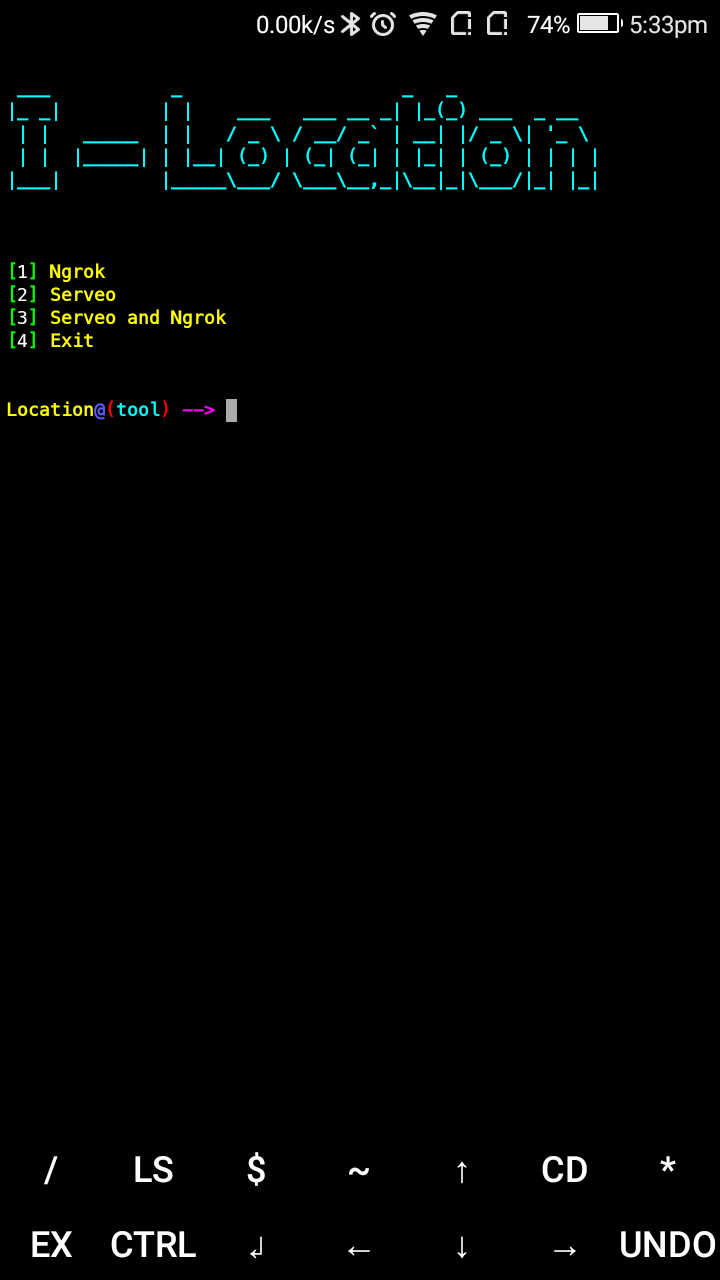 0.00k/s 74% 5:33pm
I - Location
[1] Ngrok
[2] Serveo
[3] Serveo and Ngrok
[4] Exit
Location@(tool) -->
/ LS $ ~ ↑ CD *
EX CTRL ↲ ← ↓ → UNDO